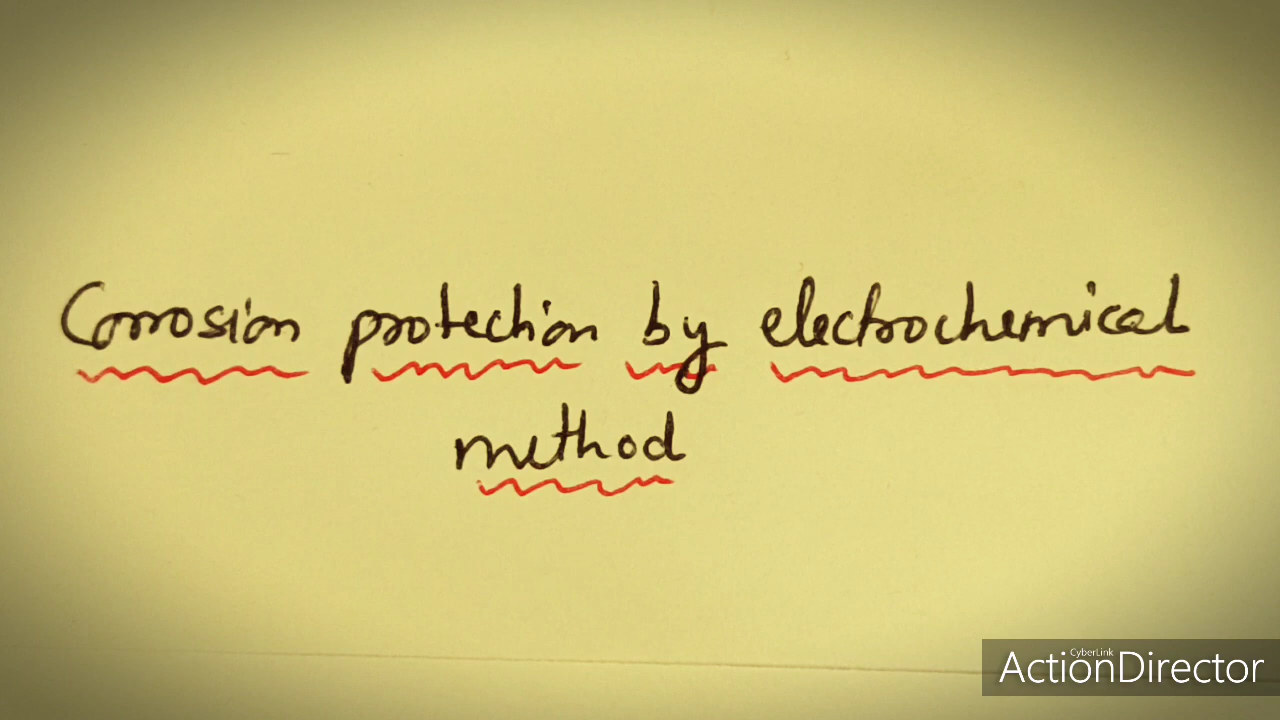 Corrosion protection by electrochemical
method
CyberLink
ActionDirector